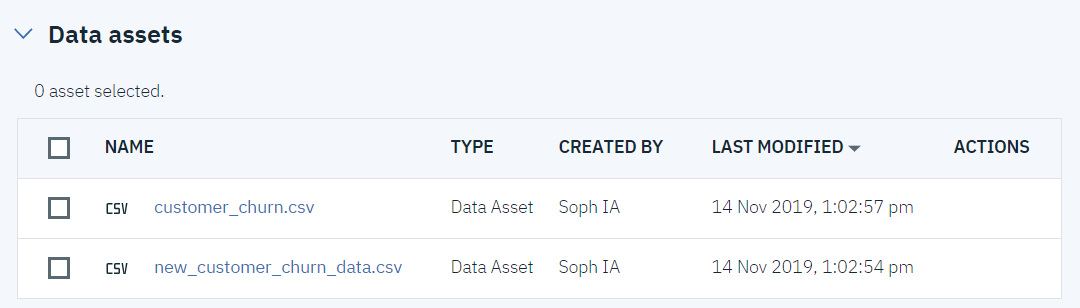 Data assets
0 asset selected.
NAME TYPE CREATED BY LAST MODIFIED ACTIONS
CSV customer_churn.csv Data Asset Soph IA 14 Nov 2019, 1:02:57 pm
CSV new_customer_churn_data.csv Data Asset Soph IA 14 Nov 2019, 1:02:54 pm